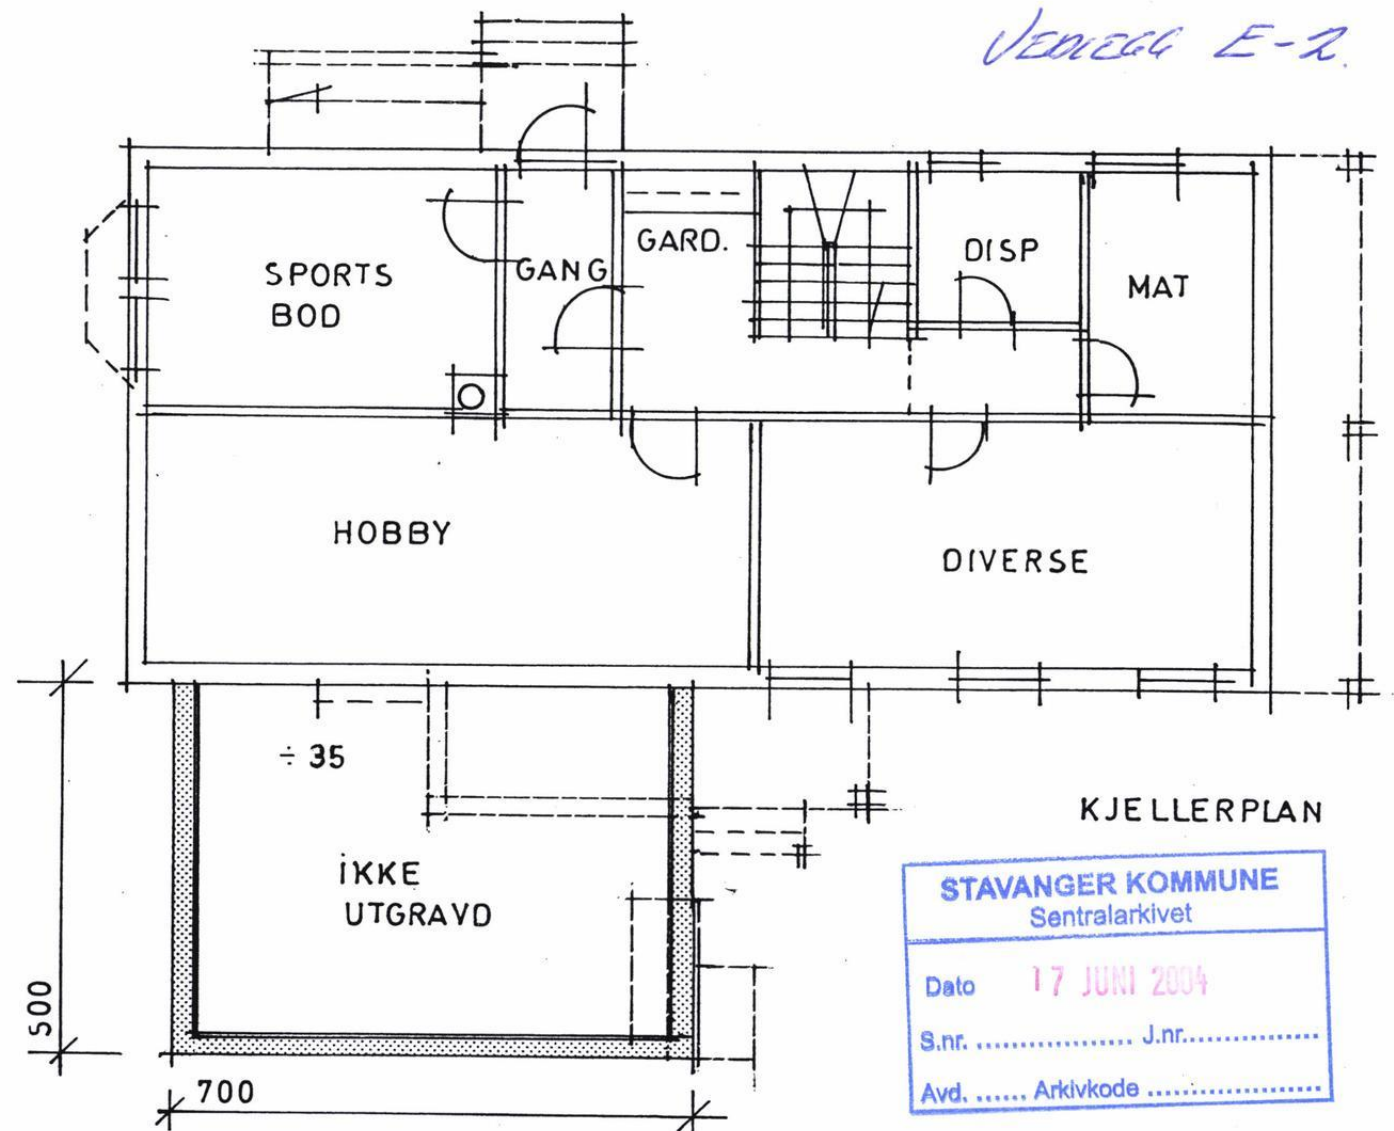 VEDLEGG E-2.
GARD.
DISP
SPORTS
BOD
GANG
MAT
HOBBY
DIVERSE
÷ 35
KJELLERPLAN
IKKE
UTGRAVD
500
700
STAVANGER KOMMUNE
Sentralarkivet
Dato 17 JUNI 2004
S.nr. .................. J.nr. ...............
Avd. ...... Arkivkode ...................